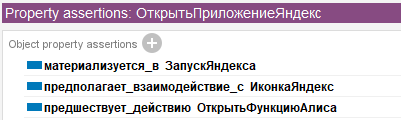 Property assertions: ОткрытьПриложениеЯндекс
Object property assertions
материализуется_в ЗапускЯндекса
предполагает_взаимодействие_с ИконкаЯндекс
предшествует_действию ОткрытьФункциюАлиса